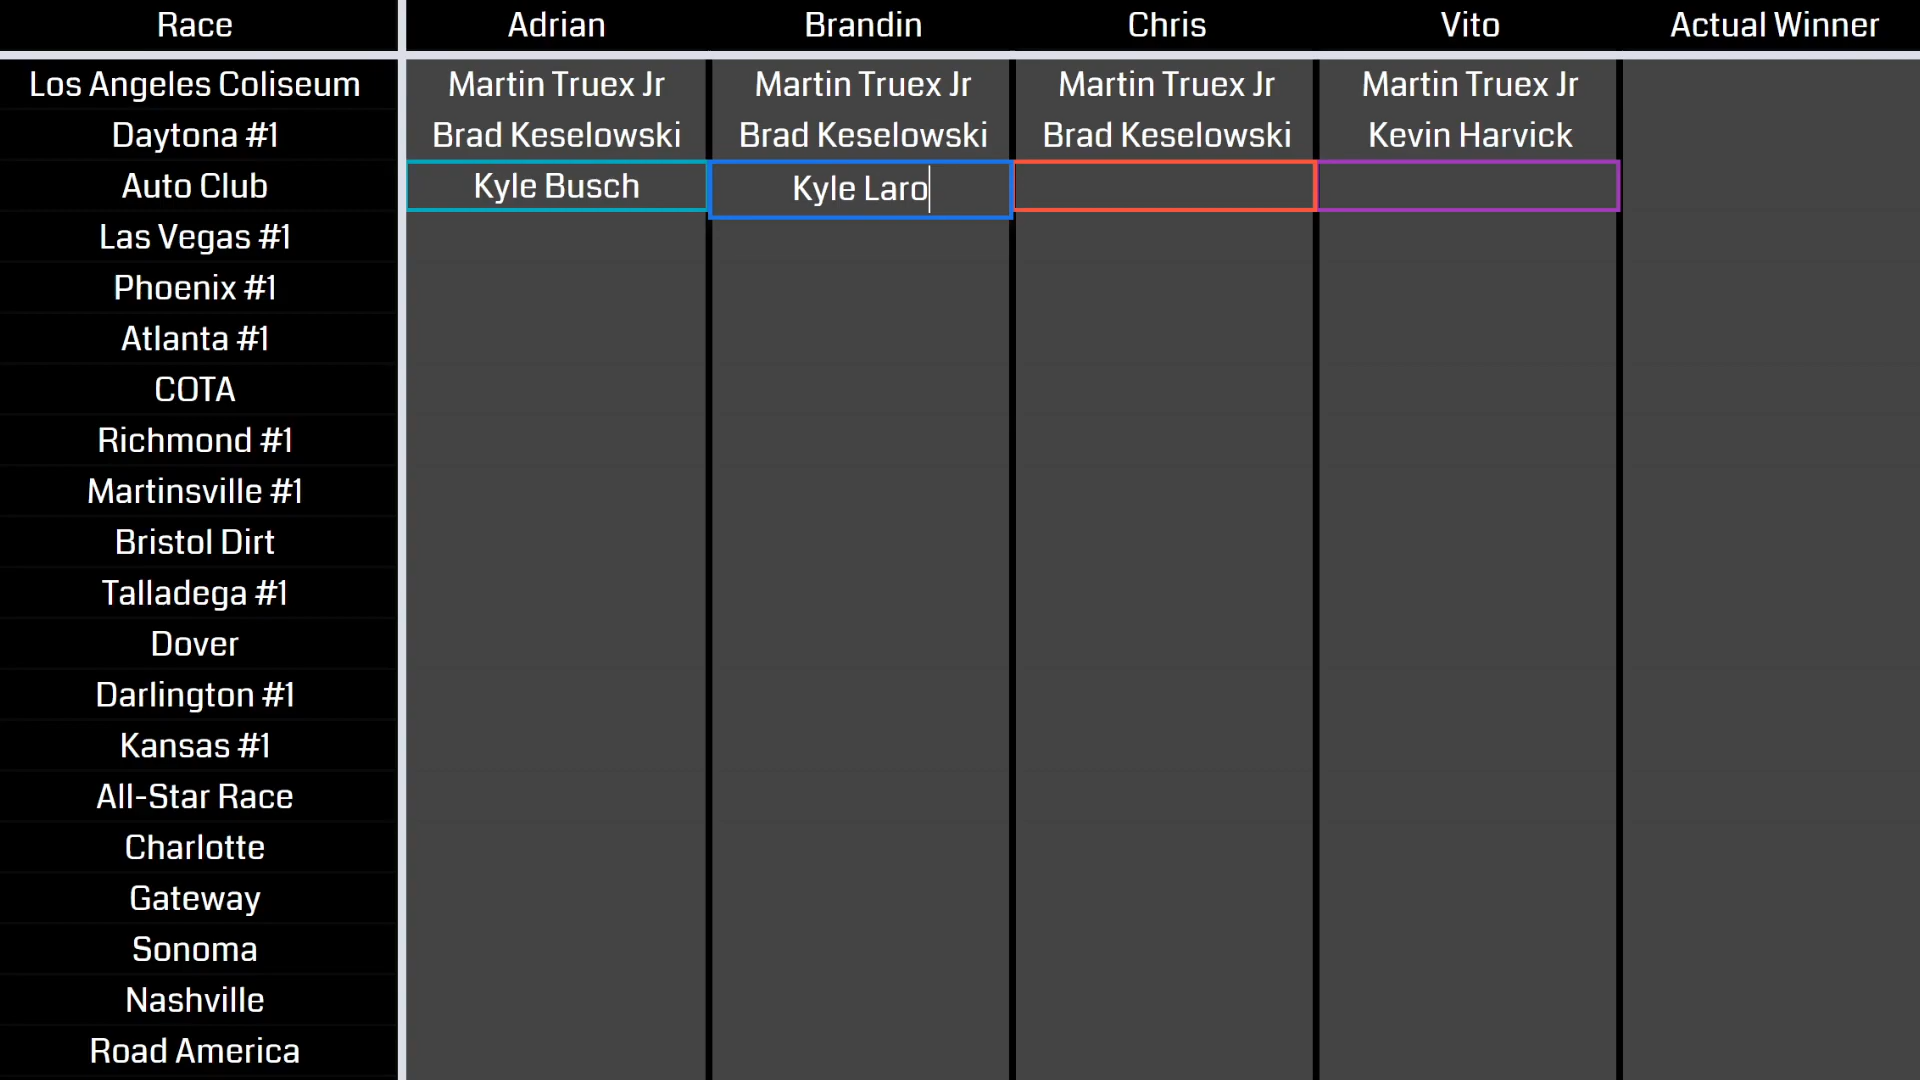 Race Adrian Brandin Chris Vito Actual Winner
Los Angeles Coliseum Martin Truex Jr Martin Truex Jr Martin Truex Jr Martin Truex Jr
Daytona #1 Brad Keselowski Brad Keselowski Brad Keselowski Kevin Harvick
Auto Club Kyle Busch Kyle Laro
Las Vegas #1
Phoenix #1
Atlanta #1
COTA
Richmond #1
Martinsville #1
Bristol Dirt
Talladega #1
Dover
Darlington #1
Kansas #1
All-Star Race
Charlotte
Gateway
Sonoma
Nashville
Road America